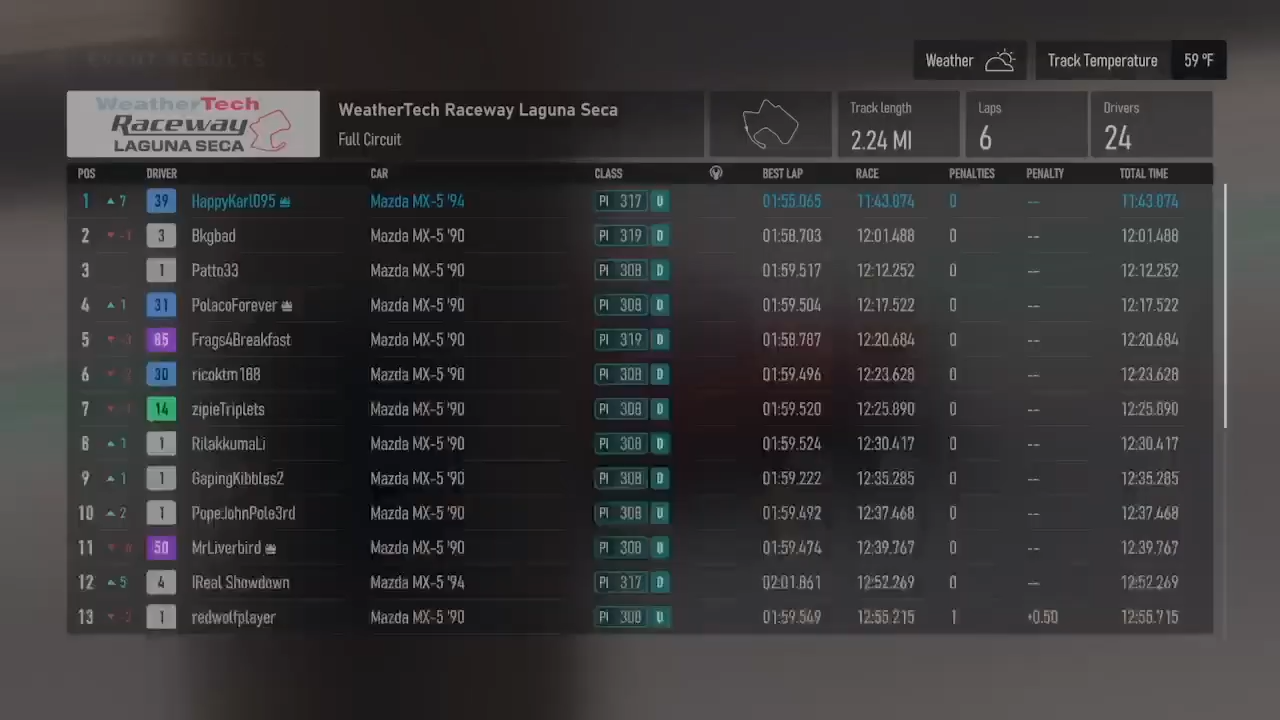 EVENT RESULTS
Weather Track Temperature 59 ºF
WeatherTech
Raceway
LAGUNA SECA
WeatherTech Raceway Laguna Seca
Full Circuit
Track length
2.24 MI
Laps
6
Drivers
24
POS DRIVER CAR CLASS BEST LAP RACE PENALTIES PENALTY TOTAL TIME
1 7 39 HappyKarl095 Mazda MX-5 '94 PI 317 D 01:55.065 11:43.074 0 -- 11:43.074
2 -1 3 Bkgbad Mazda MX-5 '90 PI 319 D 01:58.703 12:01.488 0 -- 12:01.488
3 1 Patto33 Mazda MX-5 '90 PI 308 D 01:59.517 12:12.252 0 -- 12:12.252
4 1 31 PolacoForever Mazda MX-5 '90 PI 308 D 01:59.504 12:17.522 0 -- 12:17.522
5 85 Frags4Breakfast Mazda MX-5 '90 PI 319 D 01:58.787 12:20.684 0 -- 12:20.684
6 -2 30 ricoktm188 Mazda MX-5 '90 PI 308 D 01:59.496 12:23.628 0 -- 12:23.628
7 -1 14 zipieTriplets Mazda MX-5 '90 PI 308 D 01:59.520 12:25.890 0 -- 12:25.890
8 1 1 RilakkumaLi Mazda MX-5 '90 PI 308 D 01:59.524 12:30.417 0 -- 12:30.417
9 1 1 GapingKibbles2 Mazda MX-5 '90 PI 308 D 01:59.222 12:35.285 0 -- 12:35.285
10 2 1 PopeJohnPole3rd Mazda MX-5 '90 PI 308 D 01:59.492 12:37.468 0 -- 12:37.468
11 50 MrLiverbird Mazda MX-5 '90 PI 308 D 01:59.474 12:39.767 0 -- 12:39.767
12 5 4 IReal Showdown Mazda MX-5 '94 PI 317 D 02:01.861 12:52.269 0 -- 12:52.269
13 1 redwolfplayer Mazda MX-5 '90 PI 308 D 01:59.549 12:55.215 1 +0.50 12:55.715